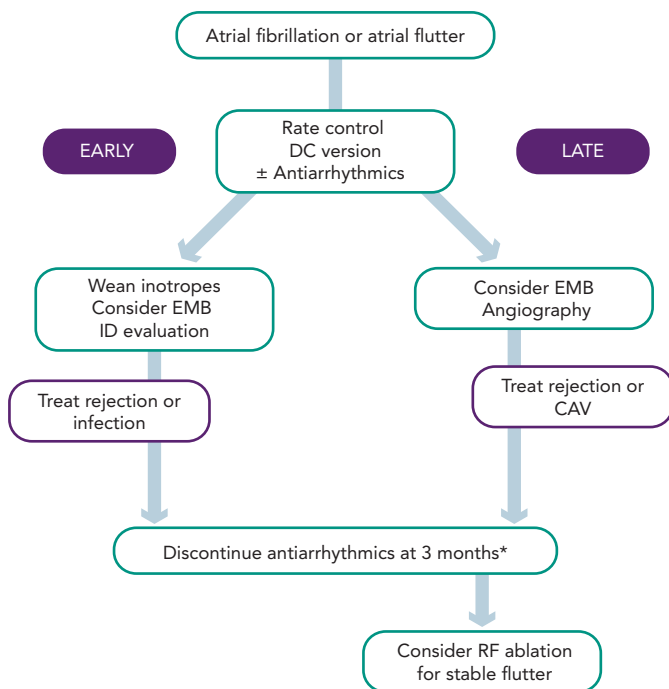 Atrial fibrillation or atrial flutter
EARLY
Rate control
DC version
± Antiarrhythmics
LATE
Wean inotropes
Consider EMB
ID evaluation
Consider EMB
Angiography
Treat rejection or
infection
Treat rejection or
CAV
Discontinue antiarrhythmics at 3 months*
Consider RF ablation
for stable flutter